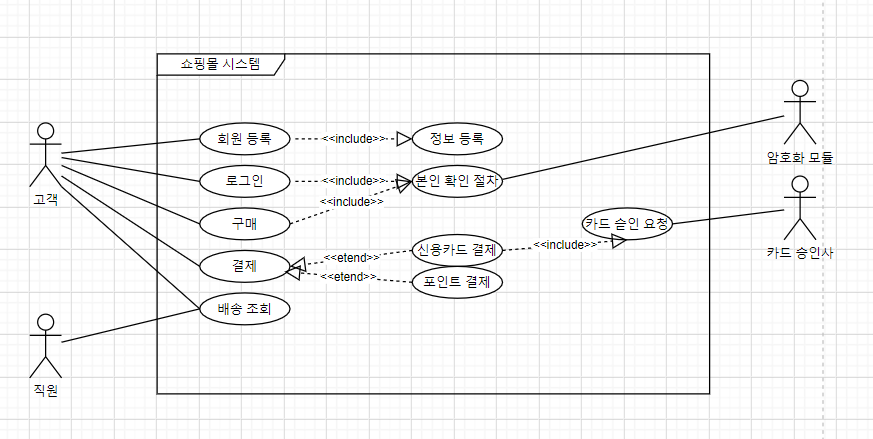 쇼핑몰 시스템
회원 등록
<<include>>
정보 등록
암호화 모듈
고객
로그인
<<include>>
본인 확인 절차
<<include>>
구매
카드 승인 요청
<<include>>
카드 승인사
결제
<<etend>>
신용카드 결제
<<etend>>
포인트 결제
배송 조회
직원